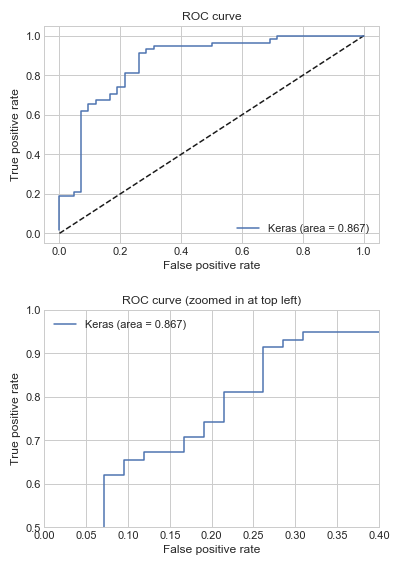 ROC curve
True positive rate
1.0
0.8
0.6
0.4
0.2
0.0
Keras (area = 0.867)
0.0 0.2 0.4 0.6 0.8 1.0
False positive rate
ROC curve (zoomed in at top left)
True positive rate
1.0
0.9
0.8
0.7
0.6
0.5
Keras (area = 0.867)
0.00 0.05 0.10 0.15 0.20 0.25 0.30 0.35 0.40
False positive rate